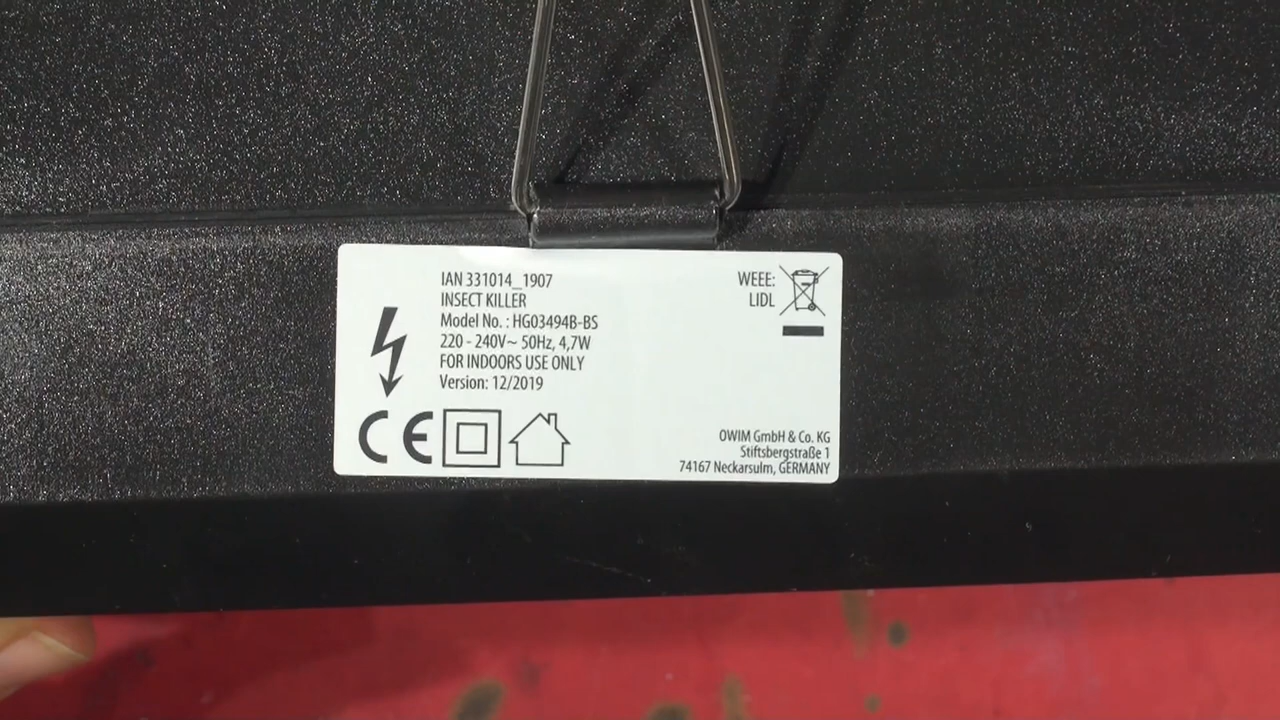 IAN 331014_1907
INSECT KILLER
Model No. : HG03494B-BS
220 - 240V~ 50Hz, 4,7W
FOR INDOORS USE ONLY
Version: 12/2019
CE
WEEE:
LIDL
OWIM GmbH & Co. KG
Stiftsbergstraße 1
74167 Neckarsulm, GERMANY